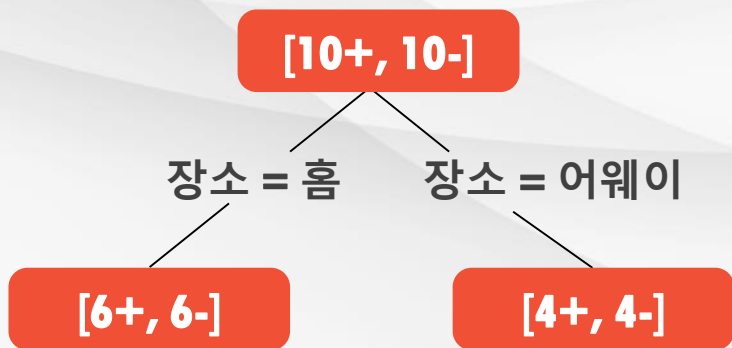 [10+, 10-]
장소 = 홈
장소 = 어웨이
[6+, 6-]
[4+, 4-]